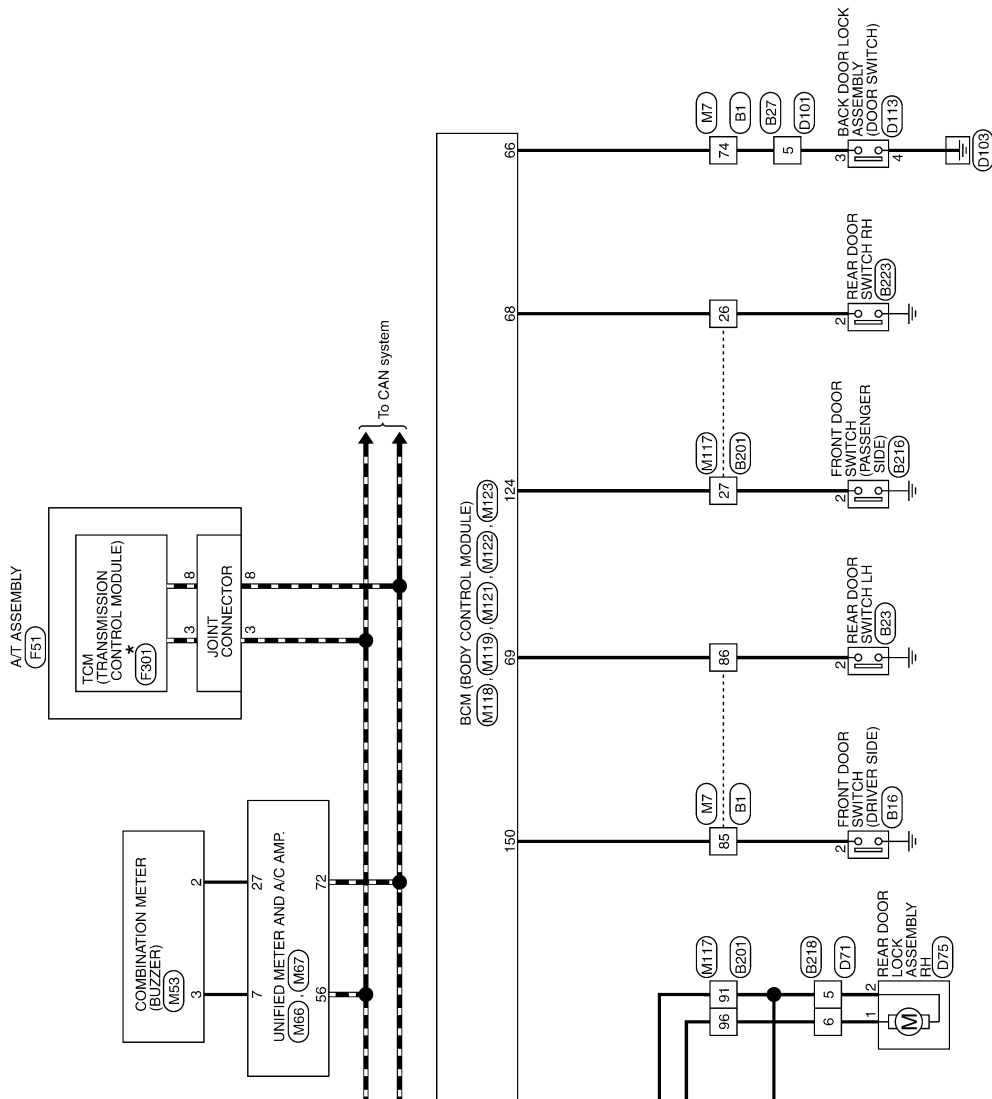 A/T ASSEMBLY
F51
TCM
(TRANSMISSION
CONTROL MODULE)
*
F301
3
8
JOINT
CONNECTOR
3
8
COMBINATION METER
(BUZZER)
M53
3
2
7
27
UNIFIED METER AND A/C AMP.
M66 , M67
56
72
To CAN system
BCM (BODY CONTROL MODULE)
M118 , M119 , M121 , M122 , M123
150
69
124
68
66
M117
B201
96
91
B218
D71
6
5
1
2
M
REAR DOOR
LOCK
ASSEMBLY
RH
D75
M7
B1
85
2
FRONT DOOR
SWITCH
(DRIVER SIDE)
B16
86
2
REAR DOOR
SWITCH LH
B23
M117
B201
27
2
FRONT DOOR
SWITCH
(PASSENGER
SIDE)
B216
26
2
REAR DOOR
SWITCH RH
B223
M7
B1
74
B27
D101
5
3
4
BACK DOOR LOCK
ASSEMBLY
(DOOR SWITCH)
D113
D103